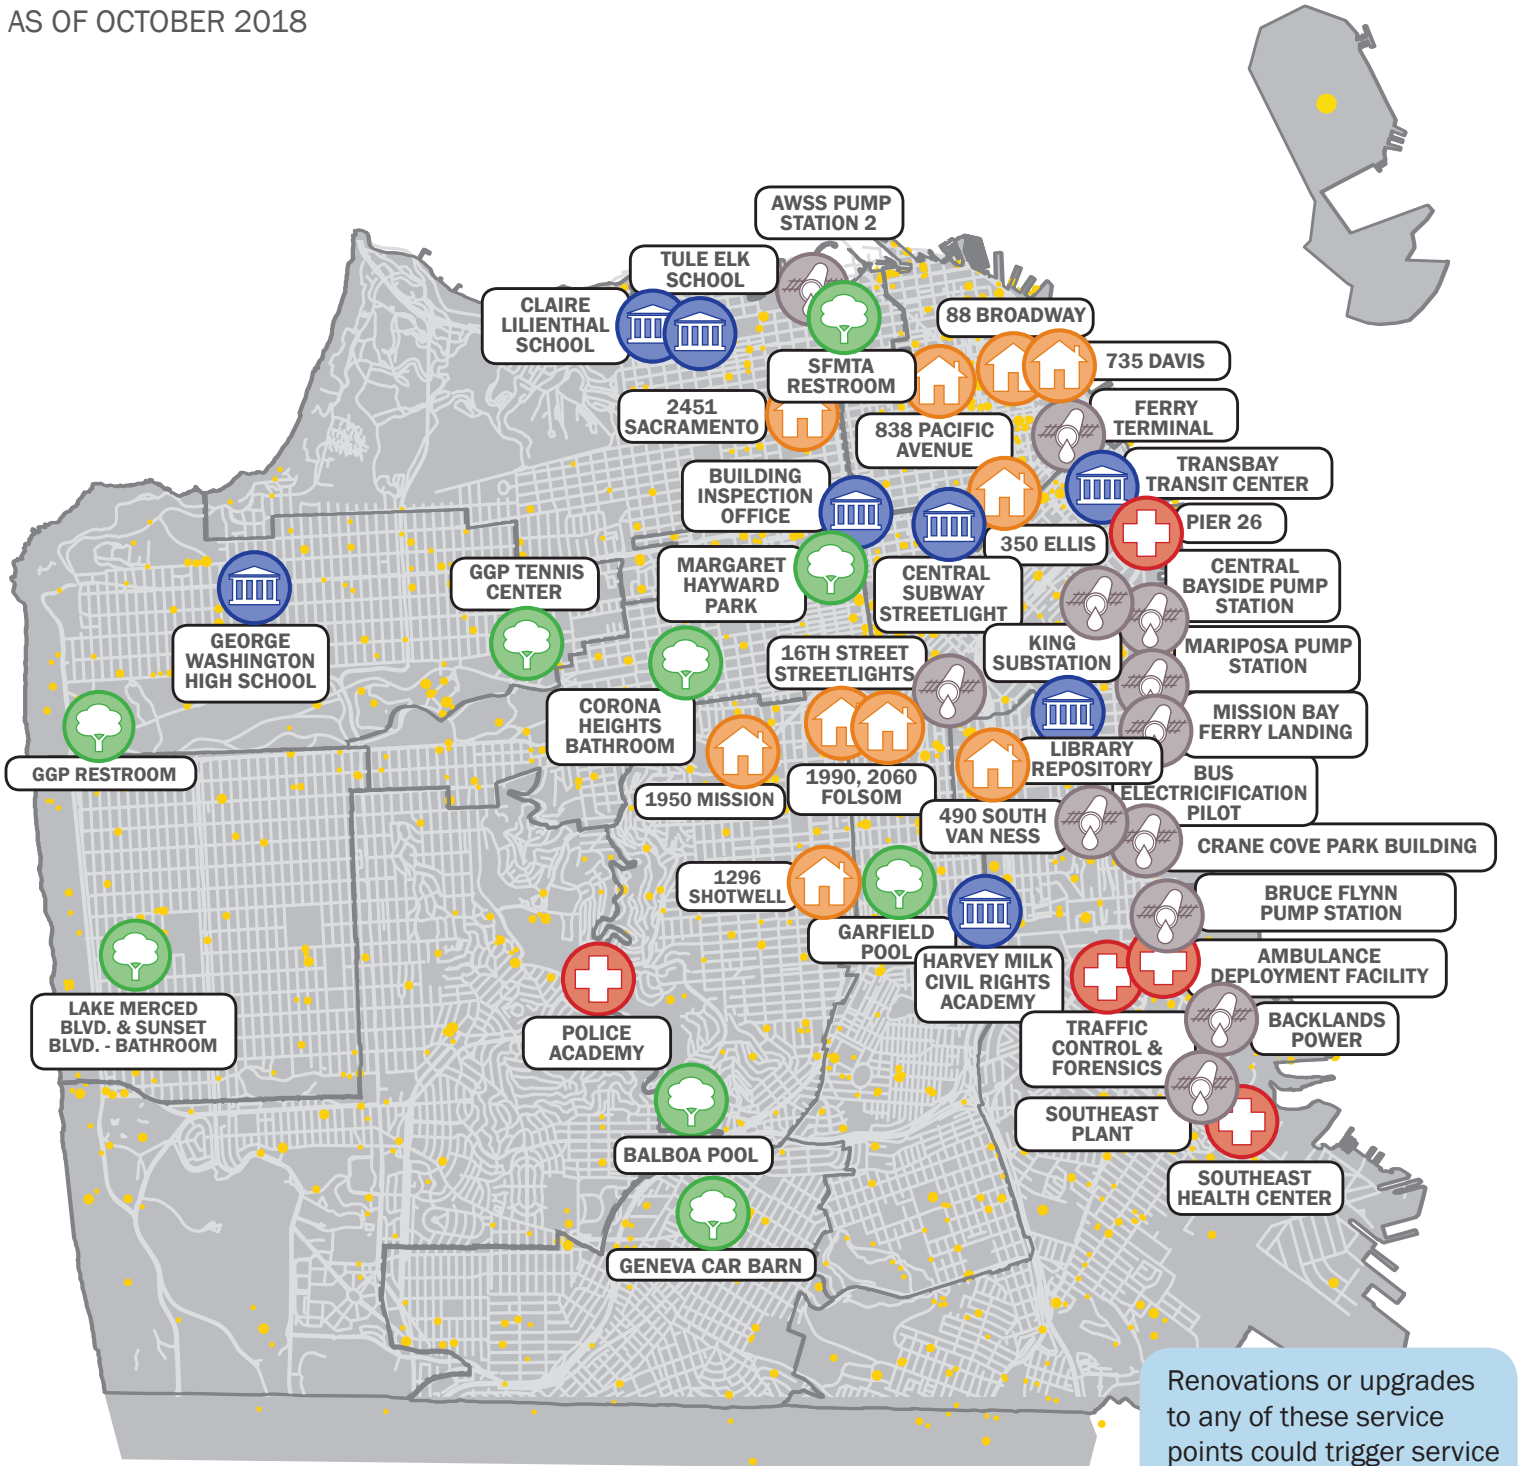 AS OF OCTOBER 2018
AWSS PUMP
STATION 2
TULE ELK
SCHOOL
CLAIRE
LILIENTHAL
SCHOOL
88 BROADWAY
SFMTA
RESTROOM
735 DAVIS
2451
SACRAMENTO
838 PACIFIC
AVENUE
FERRY
TERMINAL
BUILDING
INSPECTION
OFFICE
TRANSBAY
TRANSIT CENTER
PIER 26
350 ELLIS
GGP TENNIS
CENTER
MARGARET
HAYWARD
PARK
CENTRAL
SUBWAY
STREETLIGHT
CENTRAL
BAYSIDE PUMP
STATION
GEORGE
WASHINGTON
HIGH SCHOOL
16TH STREET
STREETLIGHTS
KING
SUBSTATION
MARIPOSA PUMP
STATION
CORONA
HEIGHTS
BATHROOM
MISSION BAY
FERRY LANDING
GGP RESTROOM
LIBRARY
REPOSITORY
1950 MISSION
1990, 2060
FOLSOM
BUS
ELECTRICIFICATION
PILOT
490 SOUTH
VAN NESS
CRANE COVE PARK BUILDING
1296
SHOTWELL
BRUCE FLYNN
PUMP STATION
GARFIELD
POOL
HARVEY MILK
CIVIL RIGHTS
ACADEMY
AMBULANCE
DEPLOYMENT FACILITY
LAKE MERCED
BLVD. & SUNSET
BLVD. - BATHROOM
POLICE
ACADEMY
TRAFFIC
CONTROL &
FORENSICS
BACKLANDS
POWER
SOUTHEAST
PLANT
BALBOA POOL
SOUTHEAST
HEALTH CENTER
GENEVA CAR BARN
Renovations or upgrades
to any of these service
points could trigger service